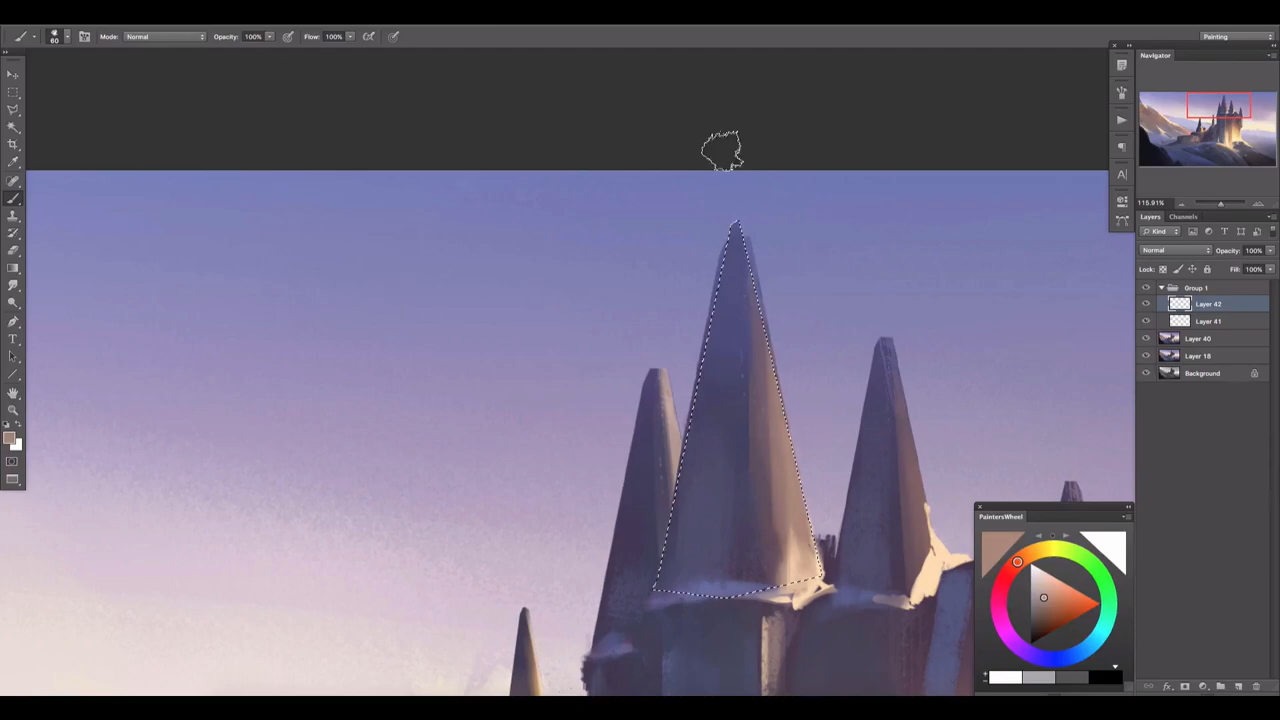 60
Mode: Normal
Opacity: 100%
Flow: 100%
Painting
Navigator
115.91%
Layers Channels
Kind
Normal
Opacity: 100%
Lock:
Fill: 100%
Group 1
Layer 42
Layer 41
Layer 40
Layer 18
Background
PaintersWheel